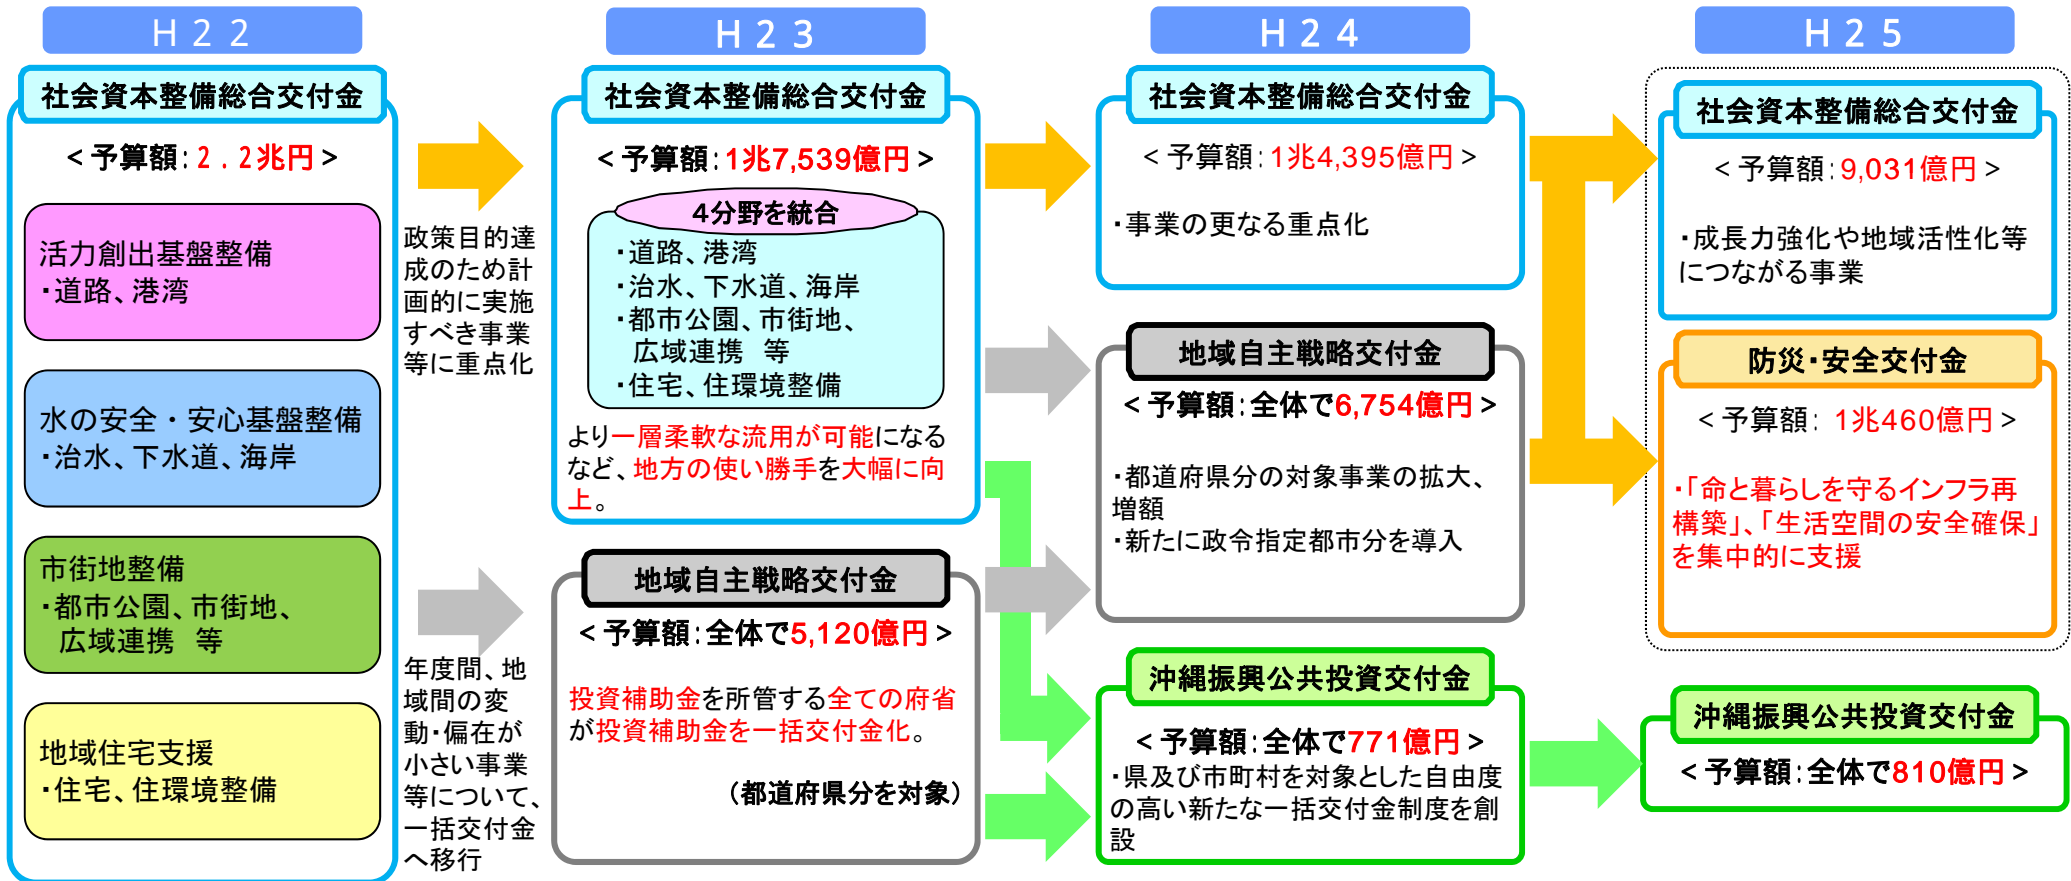 Ｈ２２
社会資本整備総合交付金
＜予算額：２．２兆円＞
活力創出基盤整備
・道路、港湾
水の安全・安心基盤整備
・治水、下水道、海岸
市街地整備
・都市公園、市街地、
広域連携　等
地域住宅支援
・住宅、住環境整備
政策目的達
成のため計
画的に実施
すべき事業
等に重点化
年度間、地
域間の変
動・偏在が
小さい事業
等について、
一括交付金
へ移行
Ｈ２３
社会資本整備総合交付金
＜予算額：1兆7,539億円＞
４分野を統合
・道路、港湾
・治水、下水道、海岸
・都市公園、市街地、
広域連携　等
・住宅、住環境整備
より一層柔軟な流用が可能になる
など、地方の使い勝手を大幅に向
上。
地域自主戦略交付金
＜予算額：全体で5,120億円＞
投資補助金を所管する全ての府省
が投資補助金を一括交付金化。
（都道府県分を対象）
Ｈ２４
社会資本整備総合交付金
＜予算額：1兆4,395億円＞
・事業の更なる重点化
地域自主戦略交付金
＜予算額：全体で6,754億円＞
・都道府県分の対象事業の拡大、
増額
・新たに政令指定都市分を導入
沖縄振興公共投資交付金
＜予算額：全体で771億円＞
・県及び市町村を対象とした自由度
の高い新たな一括交付金制度を創
設
Ｈ２５
社会資本整備総合交付金
＜予算額：9,031億円＞
・成長力強化や地域活性化等
につながる事業
防災・安全交付金
＜予算額：1兆460億円＞
・「命と暮らしを守るインフラ再
構築」、「生活空間の安全確保」
を集中的に支援
沖縄振興公共投資交付金
＜予算額：全体で810億円＞